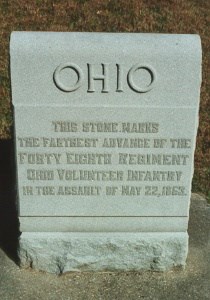 OHIO
THIS STONE MARKS
THE FARTHEST ADVANCE OF THE
FORTY EIGHTH REGIMENT
OHIO VOLUNTEER INFANTRY
IN THE ASSAULT OF MAY 22, 1863.